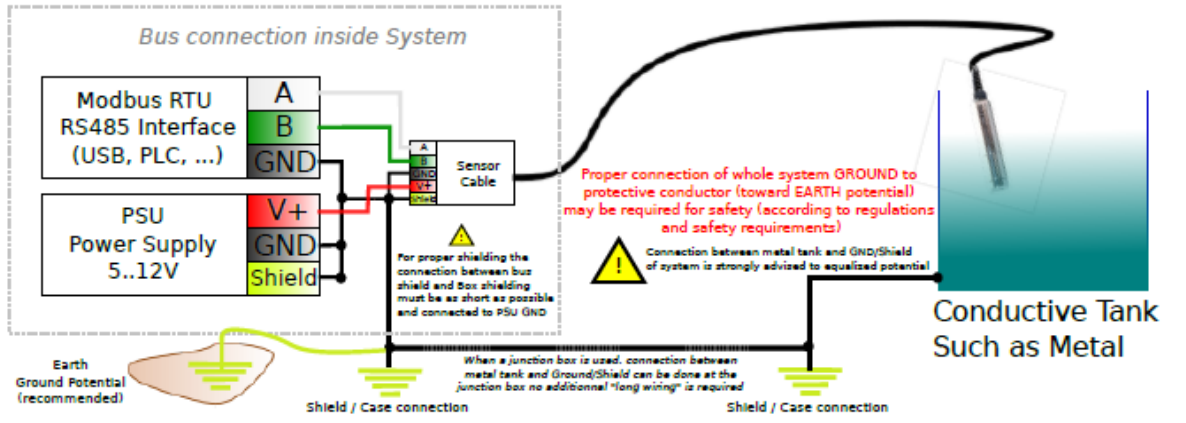 Bus connection inside System
Modbus RTU
RS485 Interface
(USB, PLC, ...)
A
B
GND
PSU
Power Supply
5..12V
V+
GND
Shield
A
B
GND
V+
Shield
Sensor
Cable
For proper shielding the
connection between bus
shield and Box shielding
must be as short as possible
and connected to PSU GND
Proper connection of whole system GROUND to
protective conductor (toward EARTH potential)
may be required for safety (according to regulations
and safety requirements)
Connection between metal tank and GND/Shield
of system is strongly advised to equalized potential
Conductive Tank
Such as Metal
Earth
Ground Potential
(recommended)
When a junction box is used. connection between
metal tank and Ground/Shield can be done at the
junction box no additionnel "long wiring" is required
Shield / Case connection
Shield / Case connection